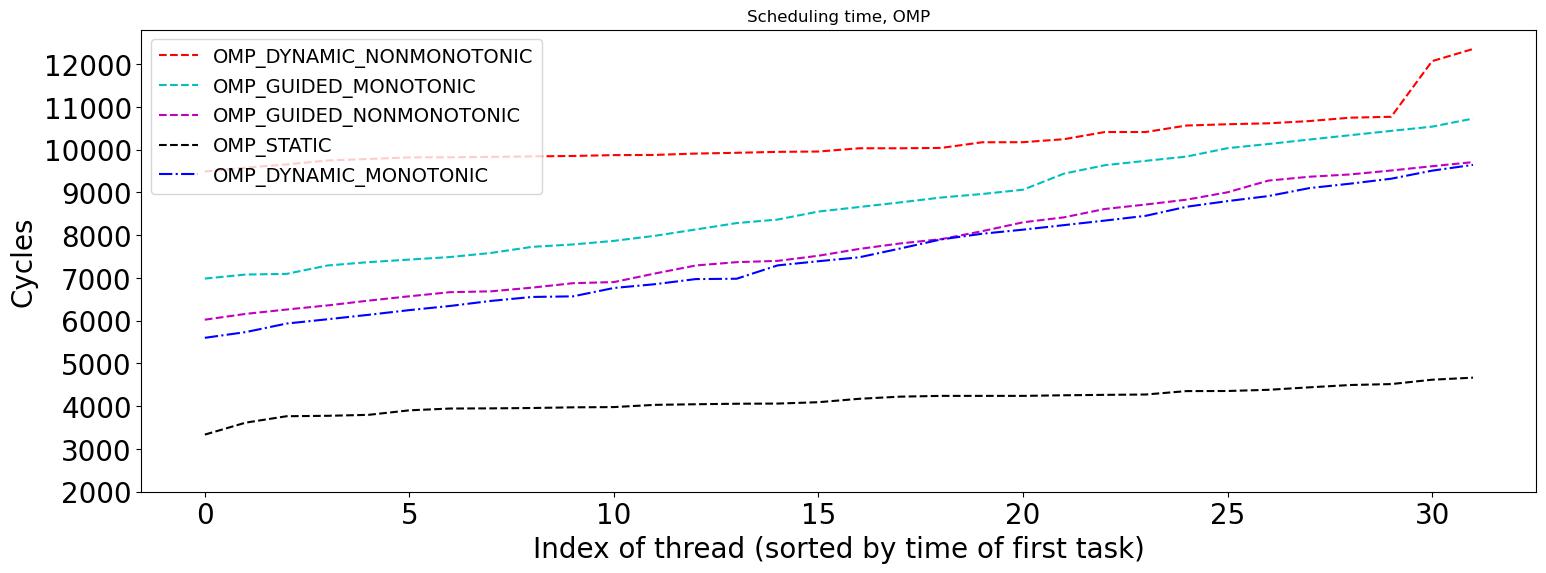 Scheduling time, OMP
OMP_DYNAMIC_NONMONOTONIC
OMP_GUIDED_MONOTONIC
OMP_GUIDED_NONMONOTONIC
OMP_STATIC
OMP_DYNAMIC_MONOTONIC
Cycles
12000
11000
10000
9000
8000
7000
6000
5000
4000
3000
2000
0 5 10 15 20 25 30
Index of thread (sorted by time of first task)